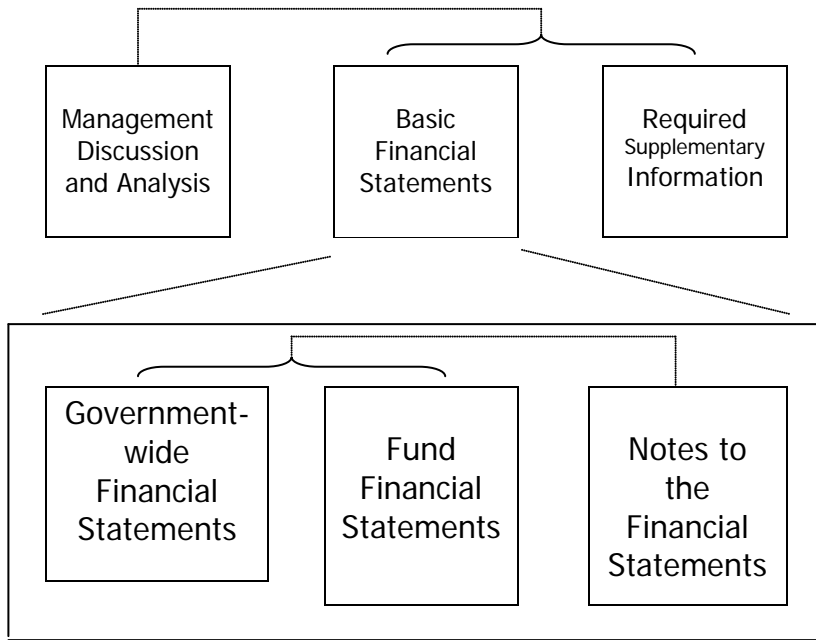 Management
Discussion
and Analysis
Basic
Financial
Statements
Required
Supplementary
Information
Government-
wide
Financial
Statements
Fund
Financial
Statements
Notes to
the
Financial
Statements